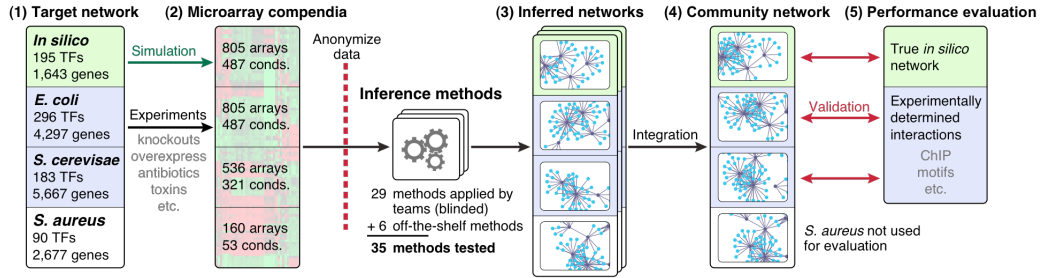 (1) Target network
In silico
195 TFs
1,643 genes
E. coli
296 TFs
4,297 genes
S. cerevisae
183 TFs
5,667 genes
S. aureus
90 TFs
2,677 genes
Simulation
Experiments
knockouts
overexpress
antibiotics
toxins
etc.
(2) Microarray compendia
805 arrays
487 conds.
805 arrays
487 conds.
536 arrays
321 conds.
160 arrays
53 conds.
Anonymize
data
Inference methods
29 methods applied by
teams (blinded)
+ 6 off-the-shelf methods
35 methods tested
(3) Inferred networks
Integration
(4) Community network
Validation
S. aureus not used
for evaluation
(5) Performance evaluation
True in silico
network
Experimentally
determined
interactions
ChIP
motifs
etc.